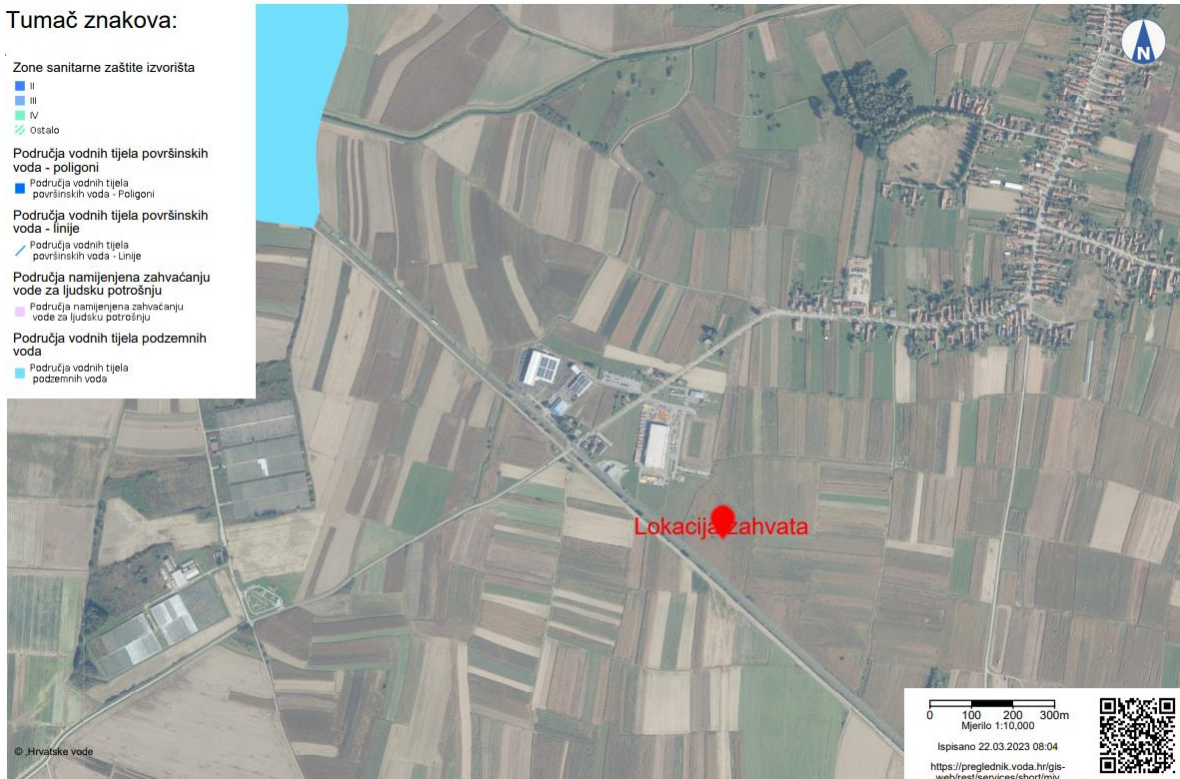 Tumač znakova:
Zone sanitarne zaštite izvorišta
II
III
IV
Ostalo
Područja vodnih tijela površinskih
voda - poligoni
Područja vodnih tijela
površinskih voda - Poligoni
Područja vodnih tijela površinskih
voda - linije
Područja vodnih tijela
površinskih voda - Linije
Područja namijenjena zahvaćanju
vode za ljudsku potrošnju
Područja namijenjena zahvaćanju
vode za ljudsku potrošnju
Područja vodnih tijela podzemnih
voda
Područja vodnih tijela
podzemnih voda
N
Lokacija zahvata
0 100 200 300m
Mjerilo 1:10,000
Ispisano 22.03.2023 08:04
https://preglednik.voda.hr/gis-
web/rest/services/short/miv
© ,Hrvatske vode